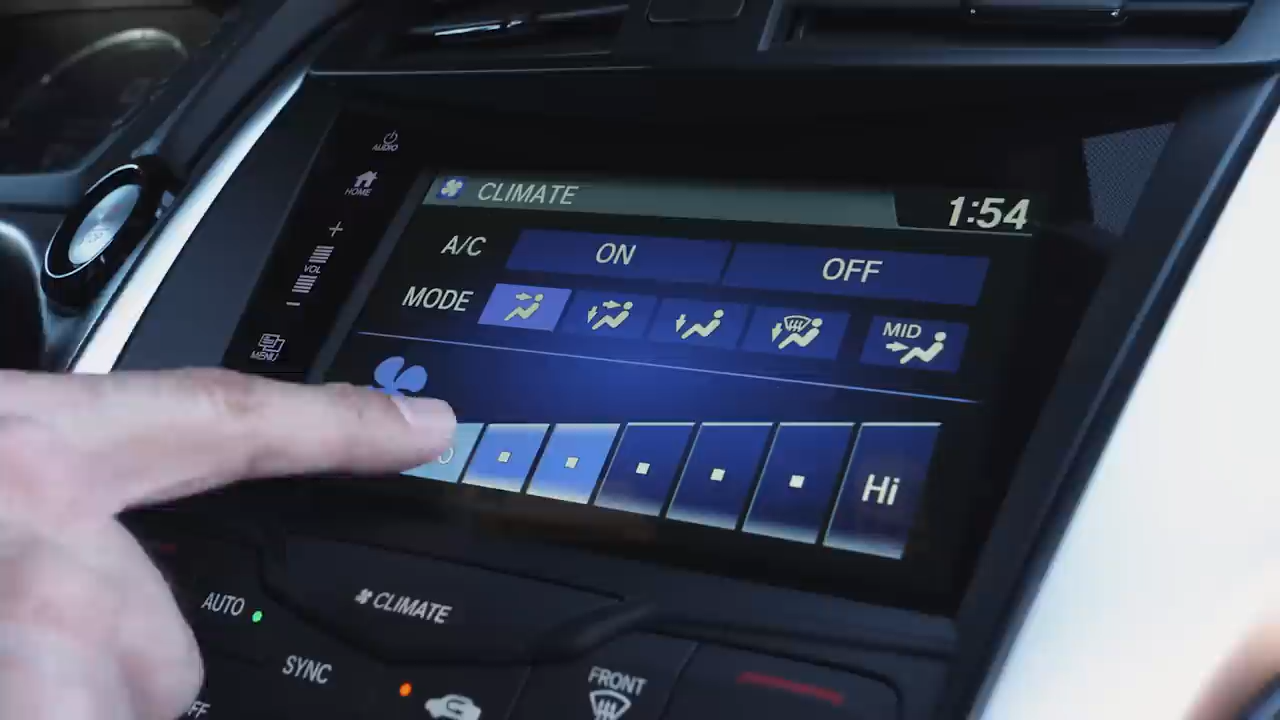 AUDIO
HOME
CLIMATE
1:54
+
VOL
−
A/C
ON
OFF
MODE
MID
MENU
Hi
AUTO
CLIMATE
SYNC
FRONT